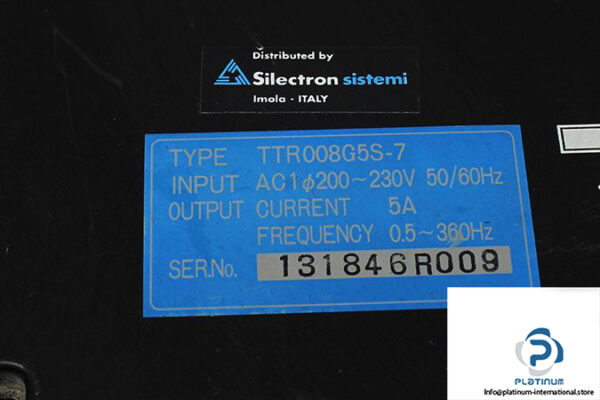 Distributed by
Silectron sistemi
Imola - ITALY
TYPE TTR008G5S-7
INPUT AC1ϕ200~230V 50/60Hz
OUTPUT CURRENT 5A
FREQUENCY 0.5~360Hz
SER.No. 131846R009
PLATINUM
Info@platinum-international.store